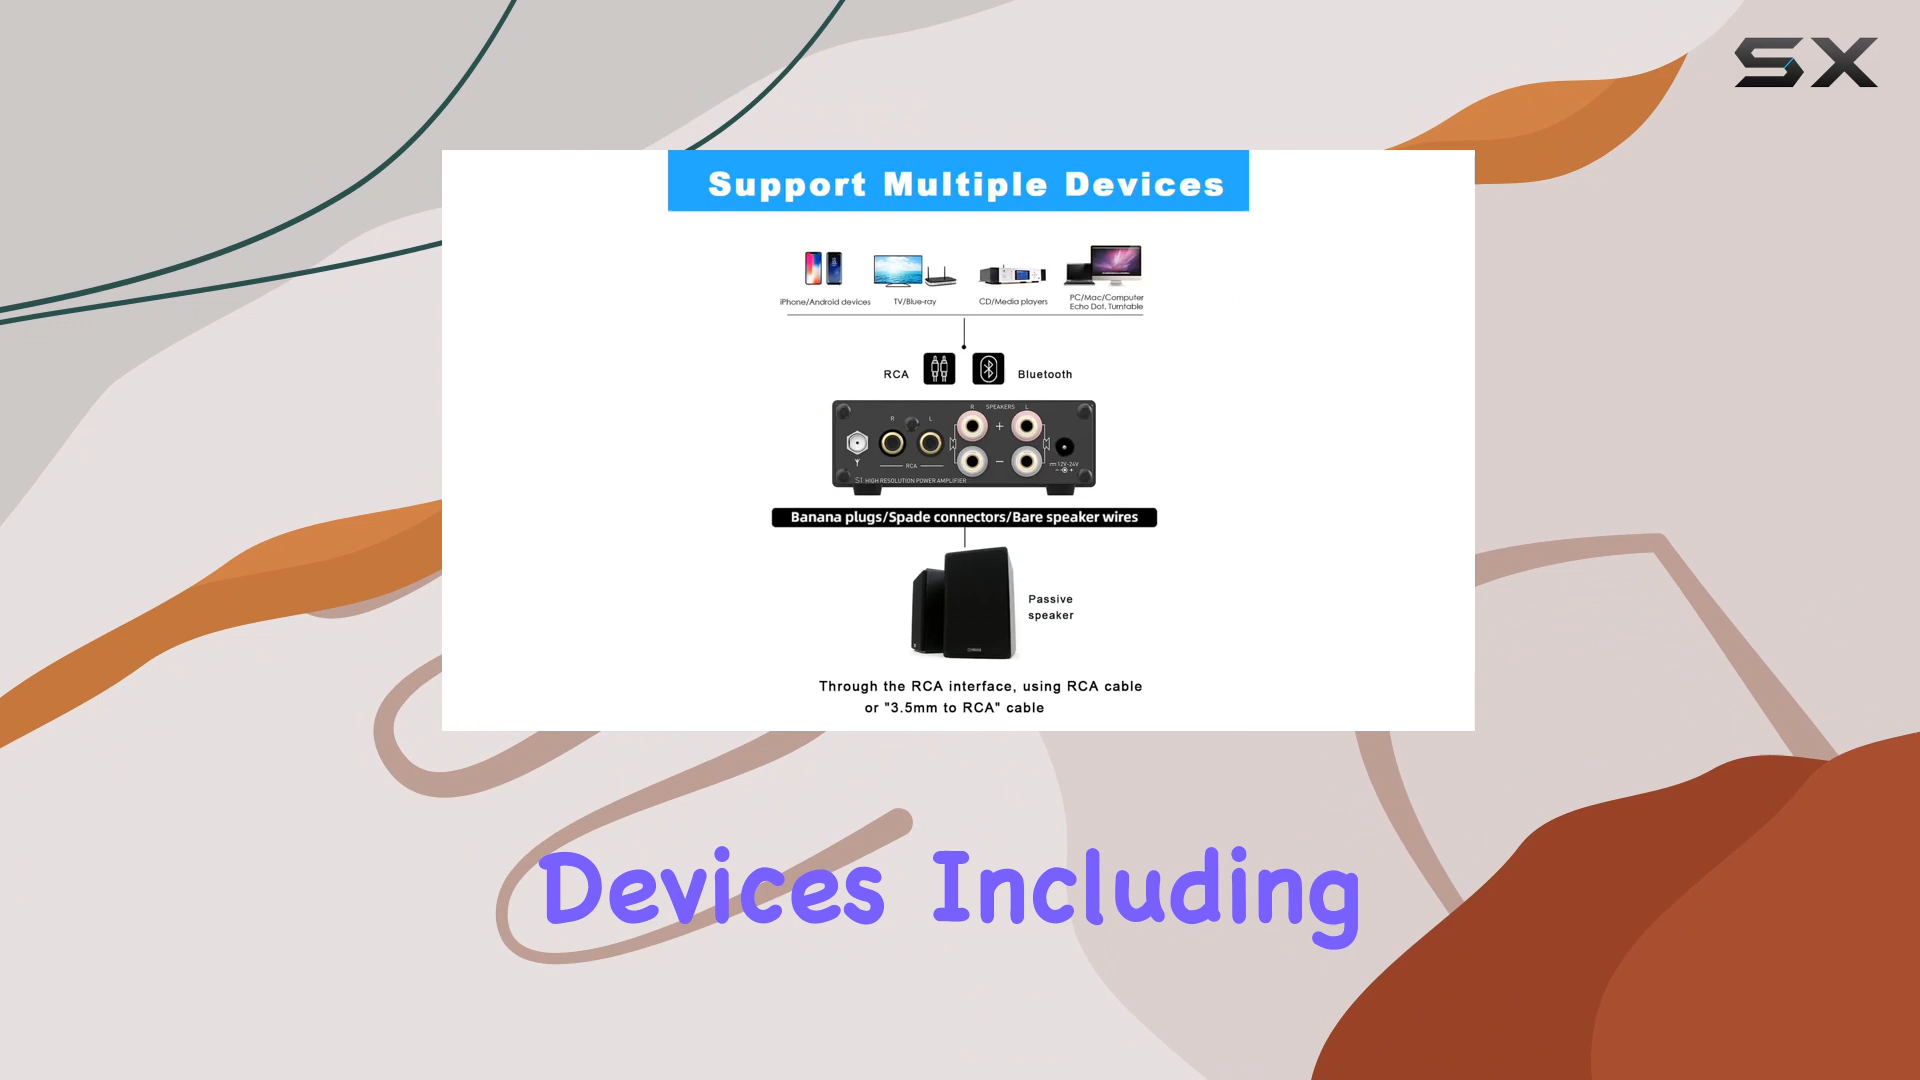 SX
Support Multiple Devices
iPhone/Android devices
TV/Blue-ray
CD/Media players
PC/Mac/Computer
Echo Dot, Turntable
RCA
Bluetooth
R SPEAKERS L
R L
+
RCA
−
12V-24V
S1 HIGH RESOLUTION POWER AMPLIFIER
Banana plugs/Spade connectors/Bare speaker wires
Passive
speaker
Through the RCA interface, using RCA cable
or "3.5mm to RCA" cable
Devices Including